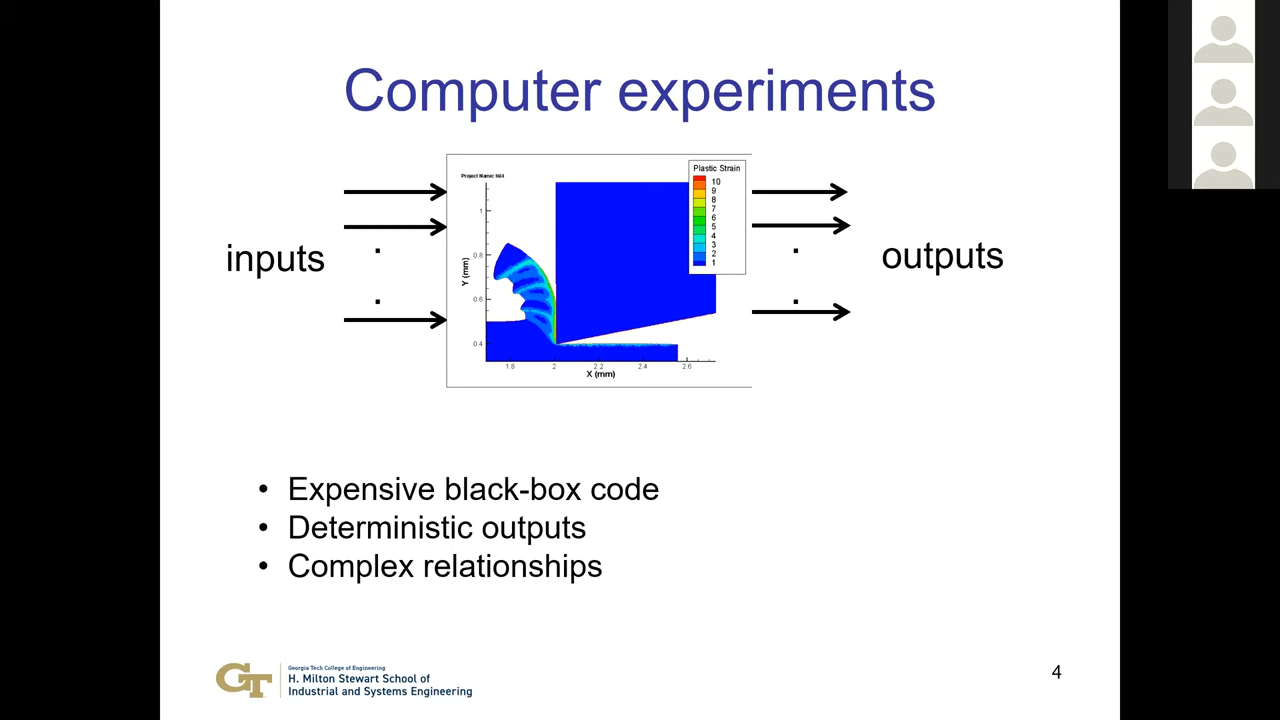 Computer experiments
Project Name: fx04
Plastic Strain
10
9
8
7
6
5
4
3
2
1
inputs
outputs
Y (mm)
1
0.8
0.6
0.4
1.8
2
2.2
2.4
2.6
X (mm)
• Expensive black-box code
• Deterministic outputs
• Complex relationships
GT
Georgia Tech College of Engineering
H. Milton Stewart School of
Industrial and Systems Engineering
4